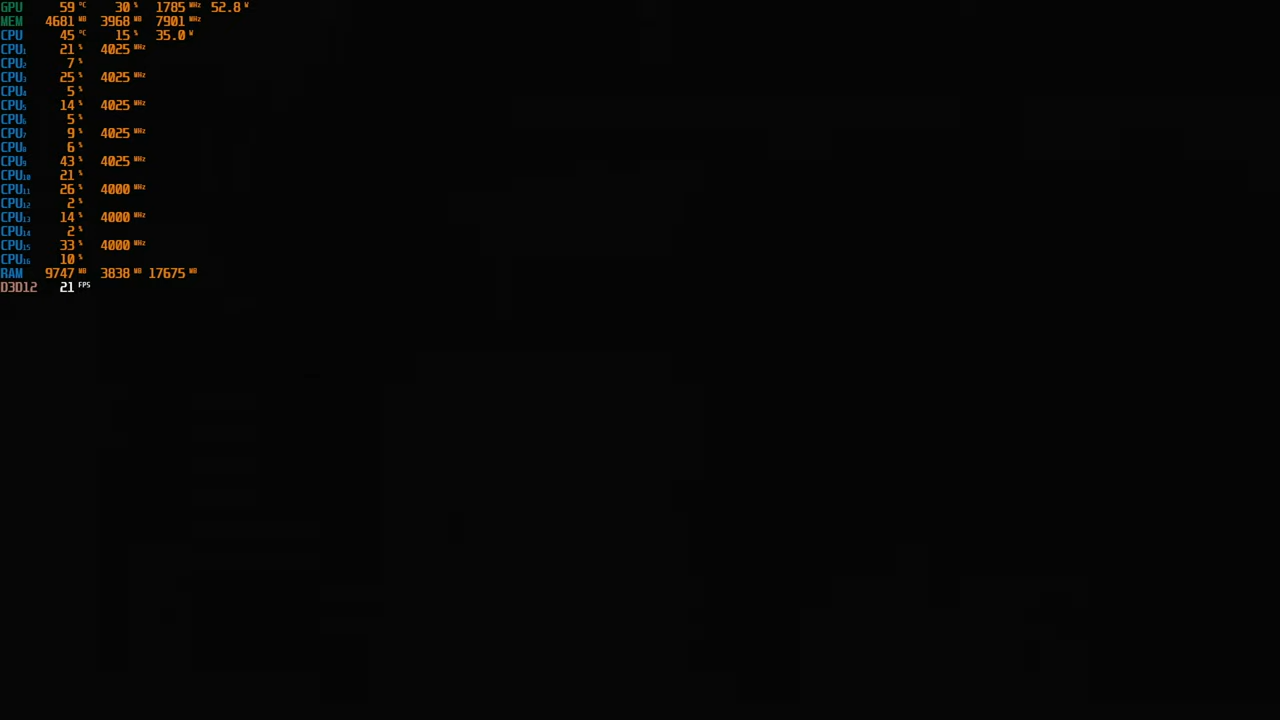 GPU 59 °C 30 % 1785 MHz 52.8 W
MEM 4681 MB 3968 MB 7901 MHz
CPU 45 °C 15 % 35.0 W
CPU1 21 % 4025 MHz
CPU2 7 %
CPU3 25 % 4025 MHz
CPU4 5 %
CPU5 14 % 4025 MHz
CPU6 5 %
CPU7 9 % 4025 MHz
CPU8 6 %
CPU9 43 % 4025 MHz
CPU10 21 %
CPU11 26 % 4000 MHz
CPU12 2 %
CPU13 14 % 4000 MHz
CPU14 2 %
CPU15 33 % 4000 MHz
CPU16 10 %
RAM 9747 MB 3838 MB 17675 MB
D3D12 21 FPS